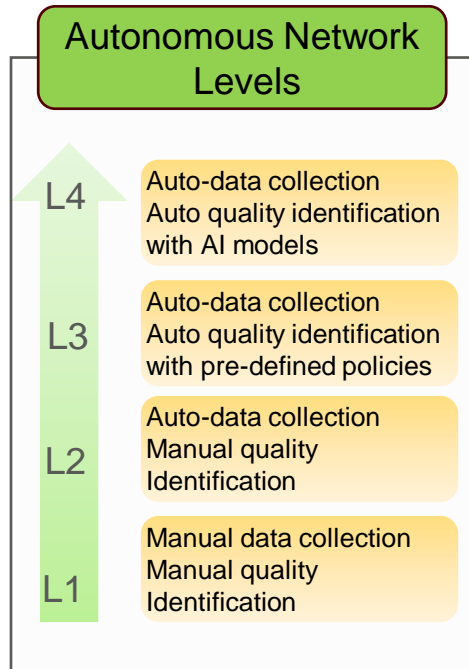 Autonomous Network
Levels
L4
Auto-data collection
Auto quality identification
with AI models
L3
Auto-data collection
Auto quality identification
with pre-defined policies
L2
Auto-data collection
Manual quality
Identification
L1
Manual data collection
Manual quality
Identification